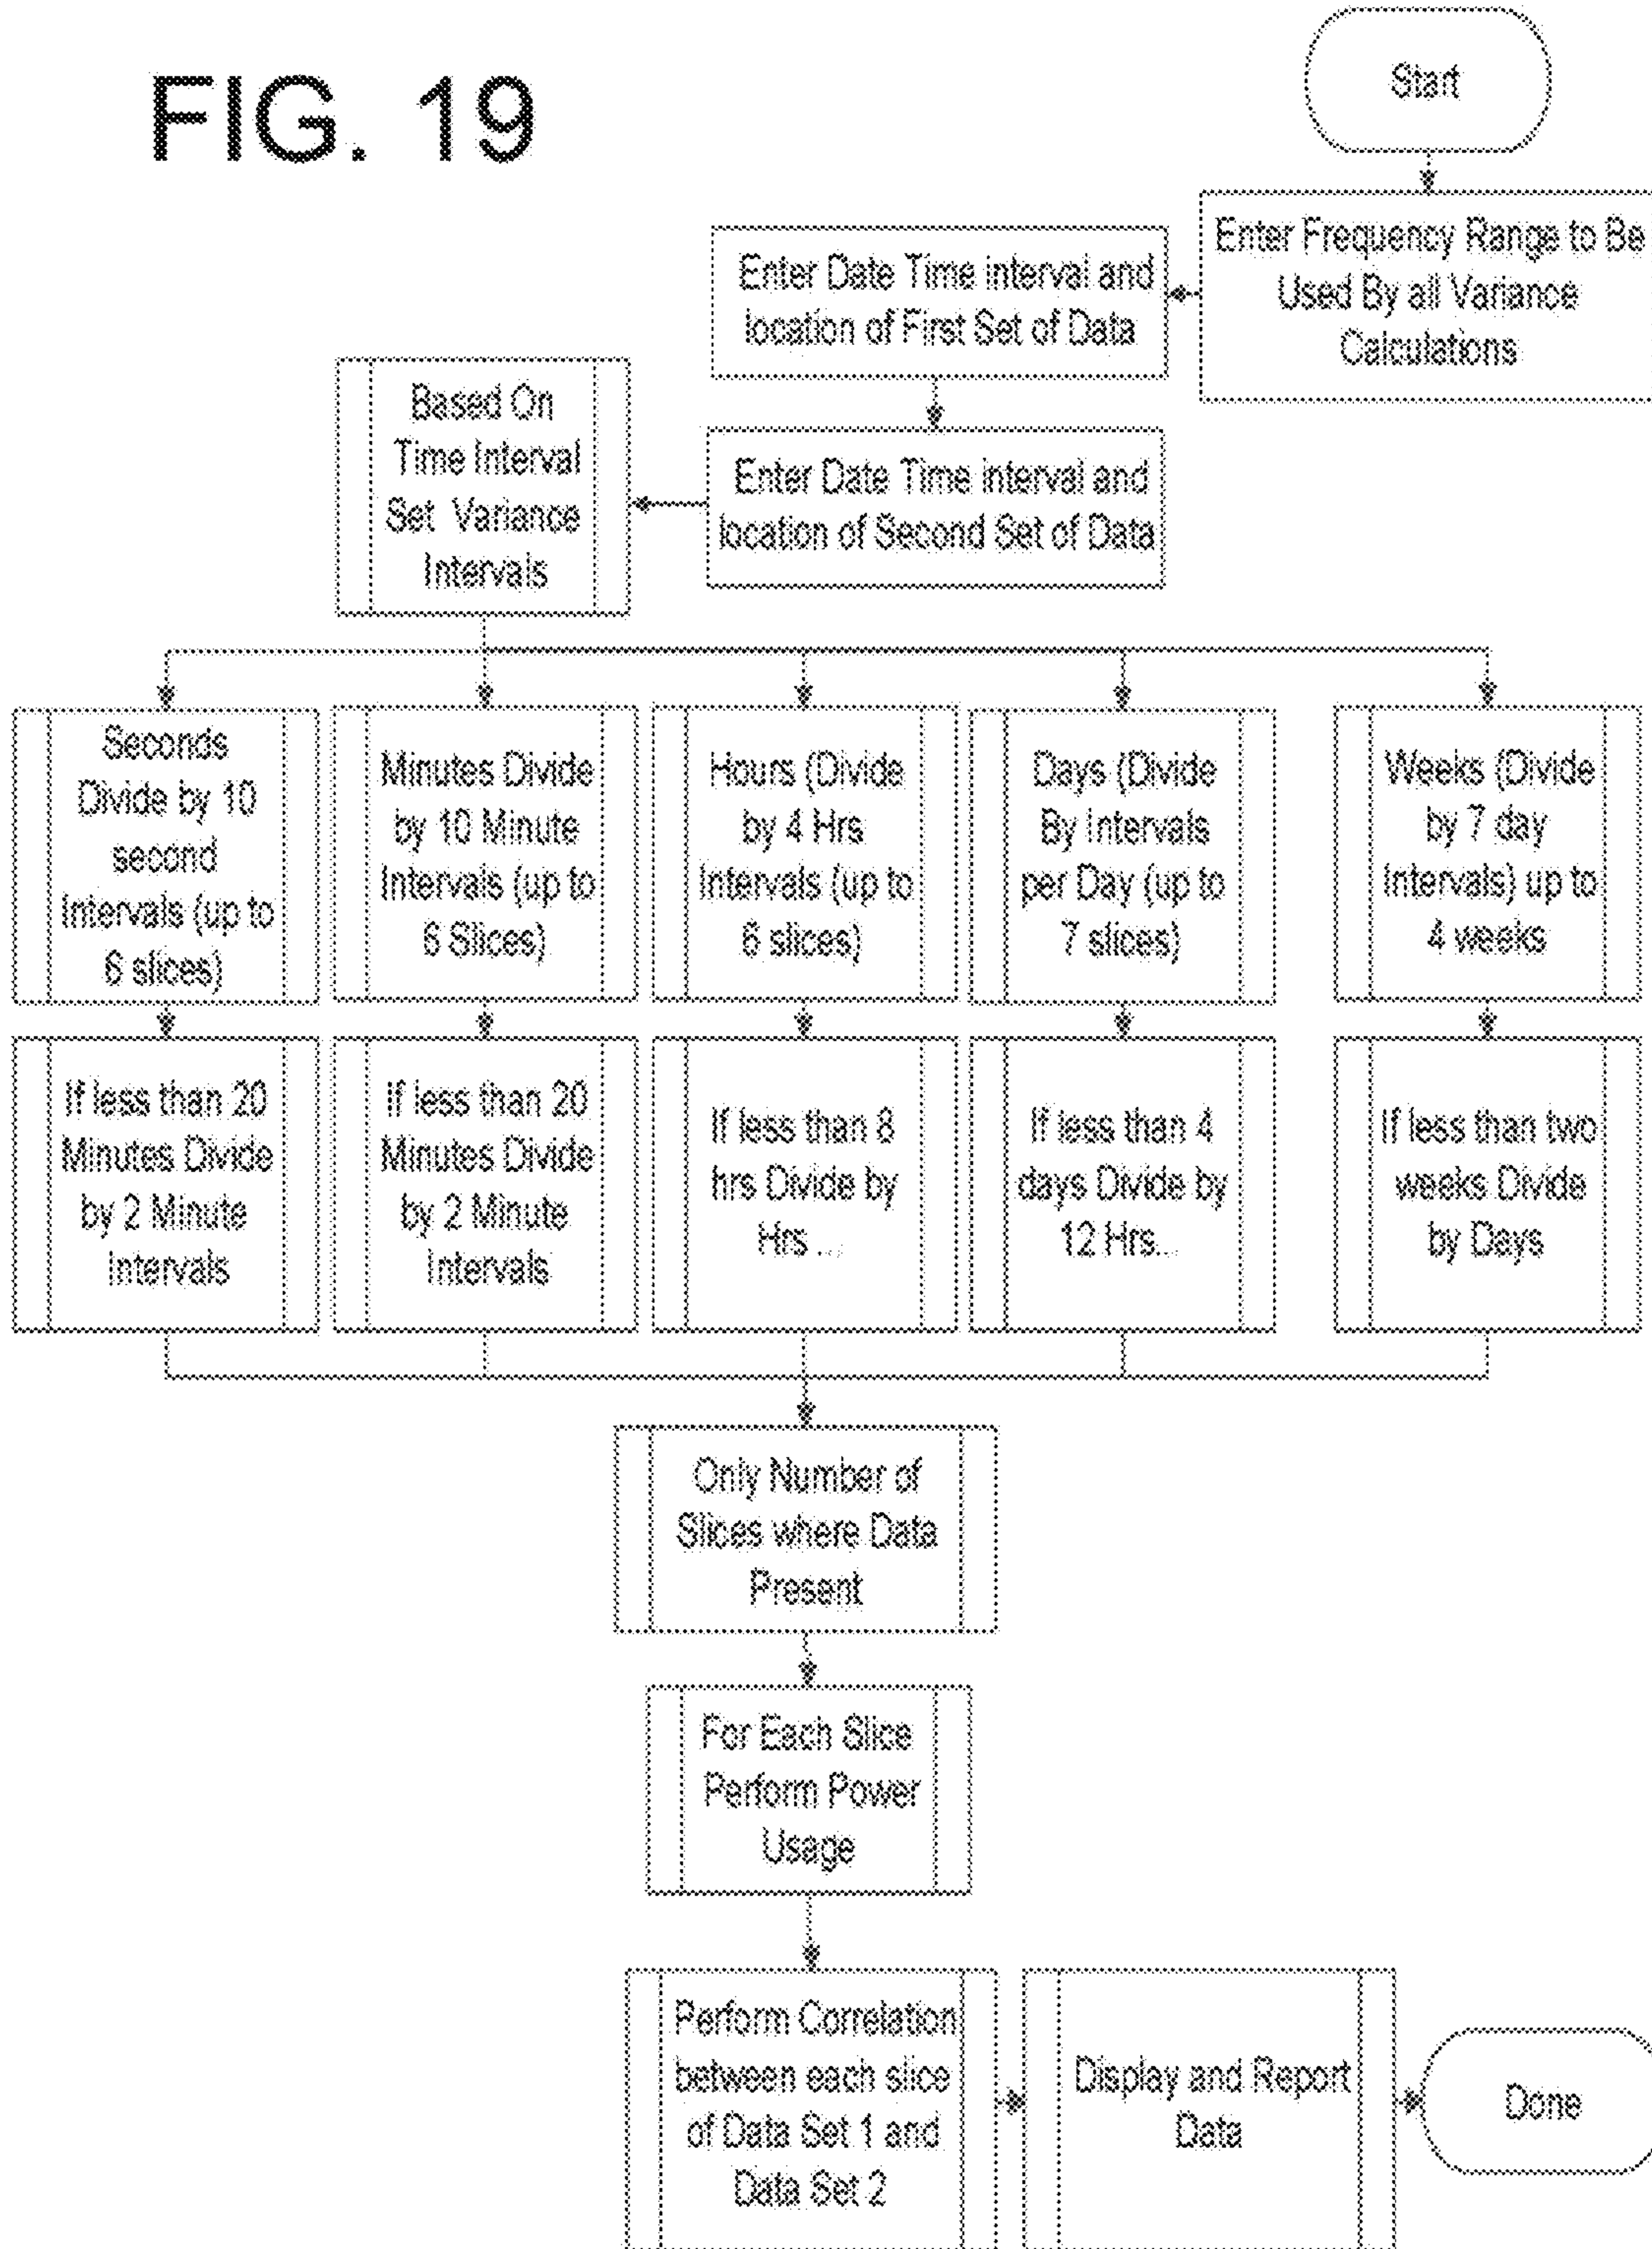 FIG. 19
Start
Enter Frequency Range to Be
Used By all Variance
Calculations
Enter Date Time interval and
location of First Set of Data
Enter Date Time interval and
location of Second Set of Data
Based On
Time Interval
Set Variance
Intervals
Seconds
Divide by 10
second
Intervals (up to
6 slices)
Minutes Divide
by 10 Minute
Intervals (up to
6 Slices)
Hours (Divide
by 4 Hrs
Intervals (up to
6 slices)
Days (Divide
By Intervals
per Day (up to
7 slices)
Weeks (Divide
by 7 day
Intervals) up to
4 weeks
If less than 20
Minutes Divide
by 2 Minute
Intervals
If less than 20
Minutes Divide
by 2 Minute
Intervals
If less than 8
hrs Divide by
Hrs ...
If less than 4
days Divide by
12 Hrs...
If less than two
weeks Divide
by Days
Only Number of
Slices where Data
Present
For Each Slice
Perform Power
Usage
Perform Correlation
between each slice
of Data Set 1 and
Data Set 2
Display and Report
Data
Done